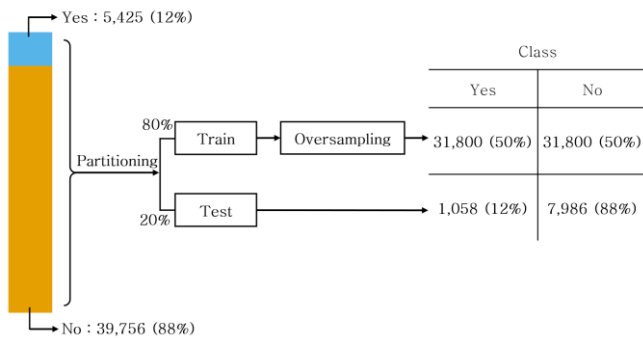 Yes : 5,425 (12%)
Class
Yes No
80%
Train Oversampling 31,800 (50%) 31,800 (50%)
Partitioning
20%
Test 1,058 (12%) 7,986 (88%)
No : 39,756 (88%)